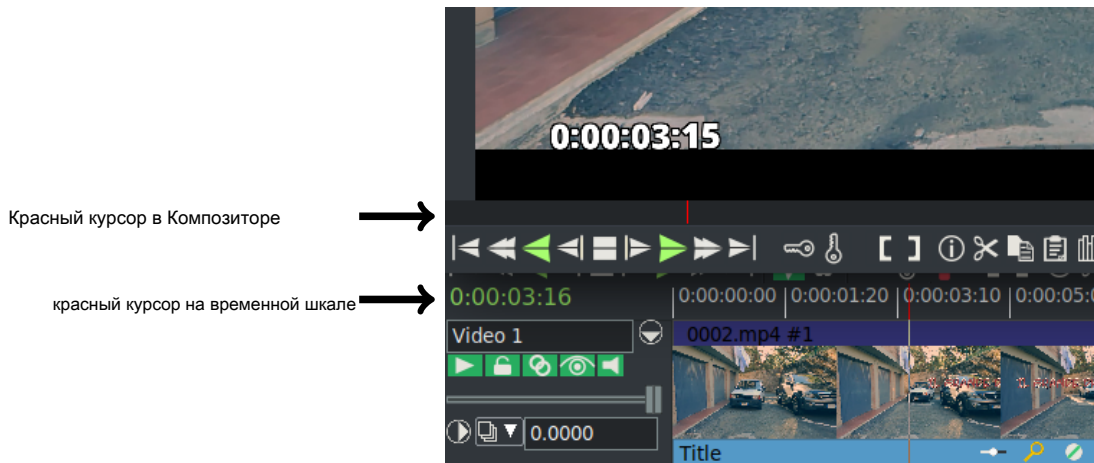 0:00:03:15
Красный курсор в Композиторе
красный курсор на временной шкале
0:00:03:16
0:00:00:00 0:00:01:20 0:00:03:10 0:00:05:
Video 1
0002.mp4 #1
0.0000
Title